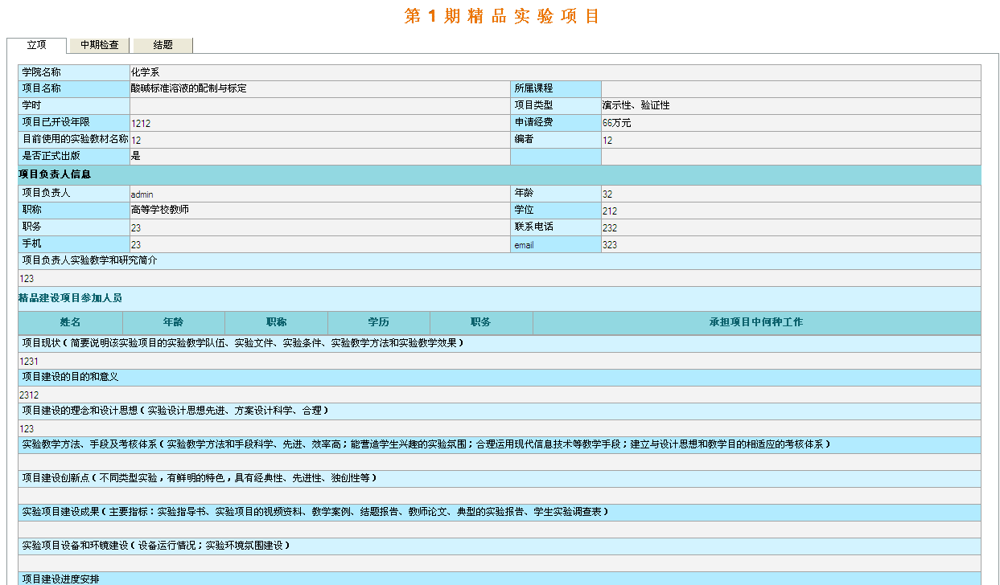 第 1 期 精 品 实 验 项 目
立项 中期检查 结题
学院名称 化学系
项目名称 酸碱标准溶液的配制与标定 所属课程
学时 项目类型 演示性、验证性
项目已开设年限 1212 申请经费 66万元
目前使用的实验教材名称 12 编者 12
是否正式出版 是
项目负责人信息
项目负责人 admin 年龄 32
职称 高等学校教师 学位 212
职务 23 联系电话 232
手机 23 email 323
项目负责人实验教学和研究简介
123
精品建设项目参加人员
姓名 年龄 职称 学历 职务 承担项目中何种工作
项目现状(简要说明该实验项目的实验教学队伍、实验文件、实验条件、实验教学方法和实验教学效果)
1231
项目建设的目的和意义
2312
项目建设的理念和设计思想(实验设计思想先进、方案设计科学、合理)
123
实验教学方法、手段及考核体系(实验教学方法和手段科学、先进、效率高;能营造学生兴趣的实验氛围;合理运用现代信息技术等教学手段;建立与设计思想和教学目的相适应的考核体系)
项目建设创新点(不同类型实验,有鲜明的特色,具有经典性、先进性、独创性等)
实验项目建设成果(主要指标:实验指导书、实验项目的视频资料、教学案例、结题报告、教师论文、典型的实验报告、学生实验调查表)
实验项目设备和环镜建设(设备运行情况;实验环境氛围建设)
项目建设进度安排